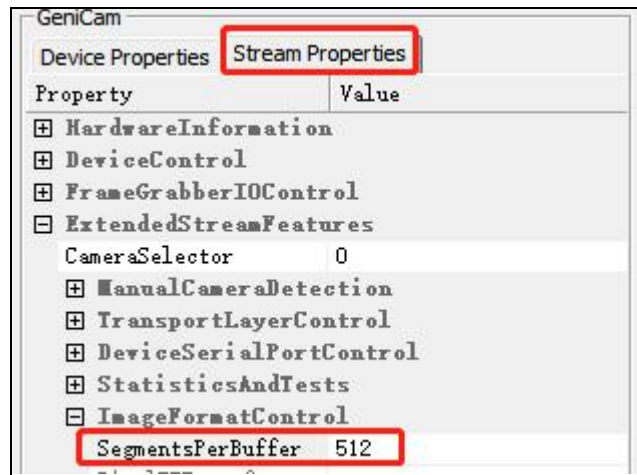 GeniCam
Device Properties Stream Properties
Property Value
HardwareInformation
DeviceControl
FrameGrabberIOControl
ExtendedStreamFeatures
CameraSelector 0
ManualCameraDetection
TransportLayerControl
DeviceSerialPortControl
StatisticsAndTests
ImageFormatControl
SegmentsPerBuffer 512